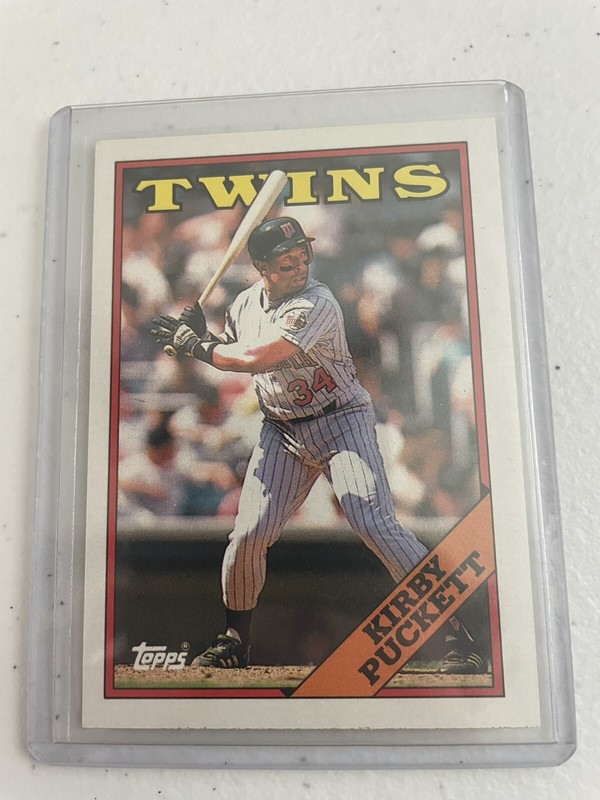 TWINS
34
KIRBY
PUCKETT
Topps